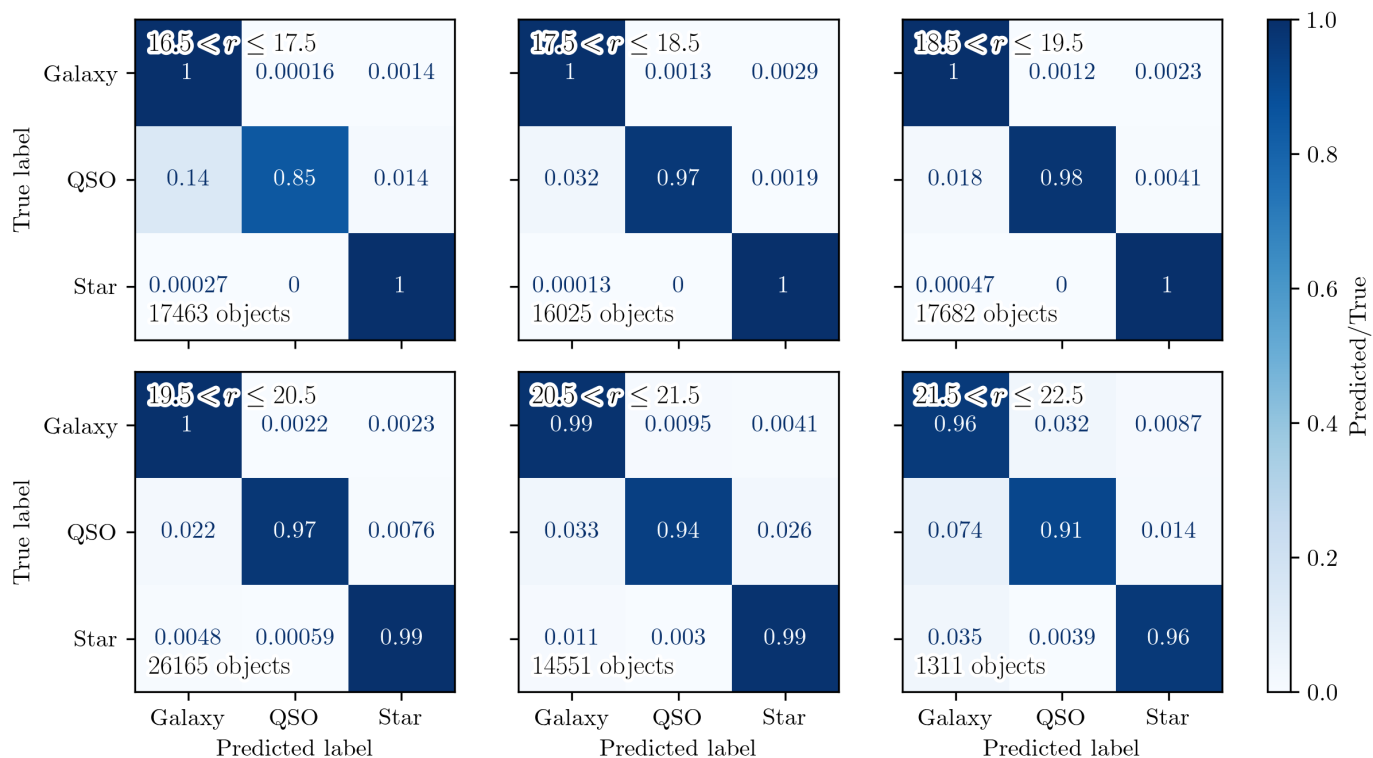 16.5 < r ≤ 17.5
Galaxy 1 0.00016 0.0014
QSO 0.14 0.85 0.014
Star 0.00027 0 1
17463 objects
True label
17.5 < r ≤ 18.5
1 0.0013 0.0029
0.032 0.97 0.0019
0.00013 0 1
16025 objects
18.5 < r ≤ 19.5
1 0.0012 0.0023
0.018 0.98 0.0041
0.00047 0 1
17682 objects
19.5 < r ≤ 20.5
Galaxy 1 0.0022 0.0023
QSO 0.022 0.97 0.0076
Star 0.0048 0.00059 0.99
26165 objects
True label
Galaxy QSO Star
Predicted label
20.5 < r ≤ 21.5
0.99 0.0095 0.0041
0.033 0.94 0.026
0.011 0.003 0.99
14551 objects
Galaxy QSO Star
Predicted label
21.5 < r ≤ 22.5
0.96 0.032 0.0087
0.074 0.91 0.014
0.035 0.0039 0.96
1311 objects
Galaxy QSO Star
Predicted label
1.0
0.8
0.6
0.4
0.2
0.0
Predicted/True